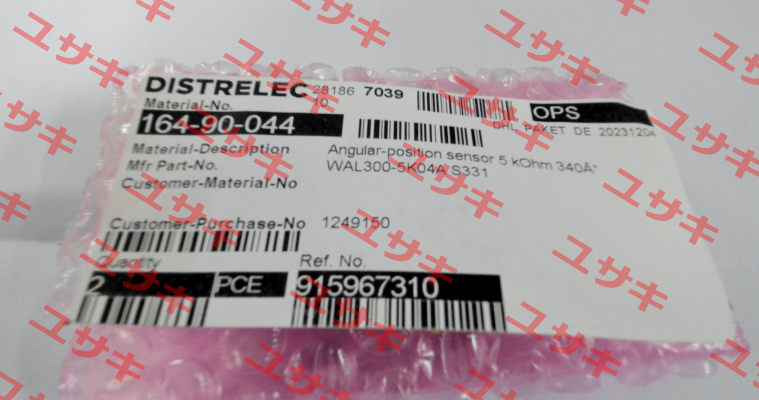 DISTRELEC 28186 7039
Material-No. 10 OPS
164-90-044 DHL PAKET DE 20231204
Material-Description Angular-position sensor 5 kOhm 340Â°
Mfr Part-No. WAL300-5K04A S331
Customer-Material-No
Customer-Purchase-No 1249150
Quantity Ref. No.
2 PCE 915967310
ユサキ